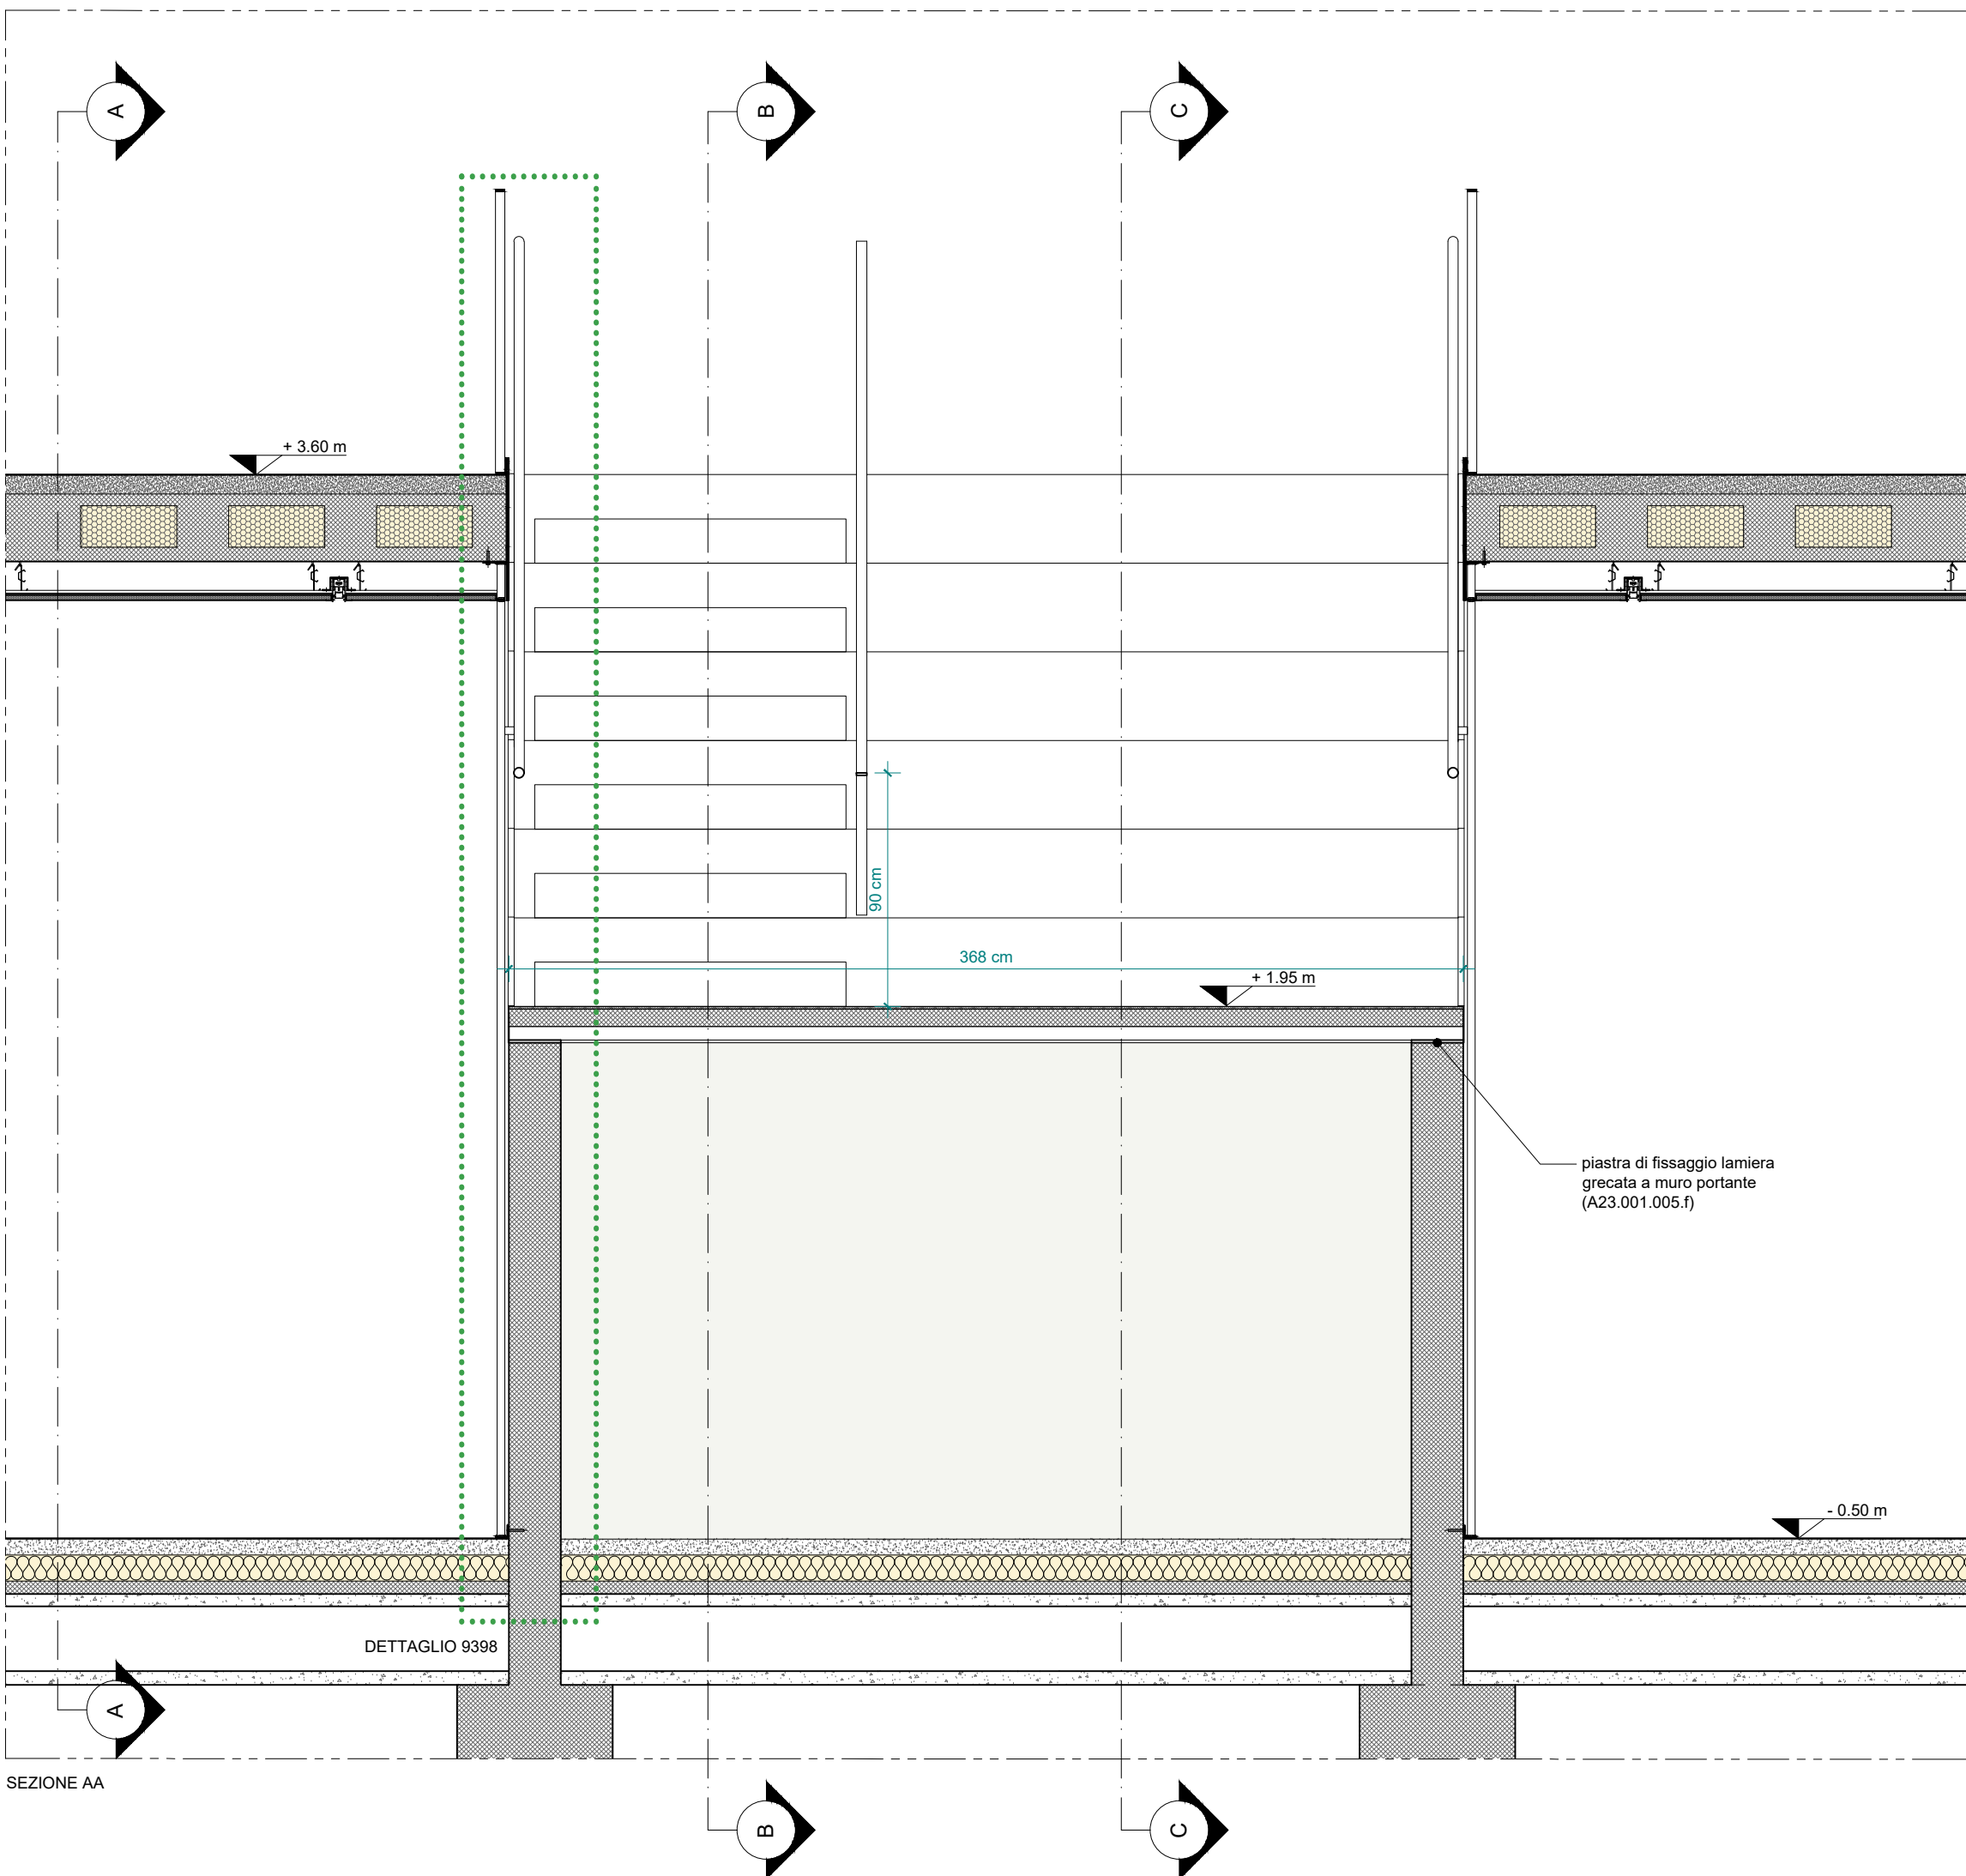 A
B
C
+ 3.60 m
90 cm
368 cm
+ 1.95 m
piastra di fissaggio lamiera
grecata a muro portante
(A23.001.005.f)
- 0.50 m
DETTAGLIO 9398
A
SEZIONE AA
B
C